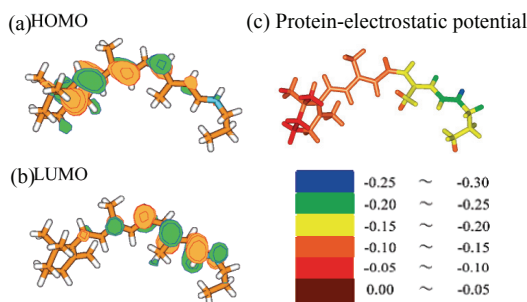 (a)HOMO
(b)LUMO
(c) Protein-electrostatic potential
-0.25 ~ -0.30
-0.20 ~ -0.25
-0.15 ~ -0.20
-0.10 ~ -0.15
-0.05 ~ -0.10
0.00 ~ -0.05